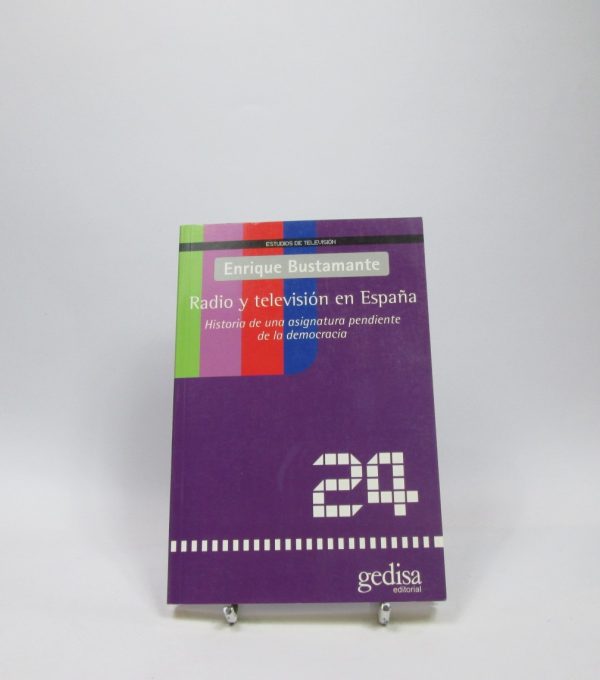 ESTUDIOS DE TELEVISIÓN
Enrique Bustamante
Radio y televisión en España
Historia de una asignatura pendiente
de la democracia
24
gedisa
editorial